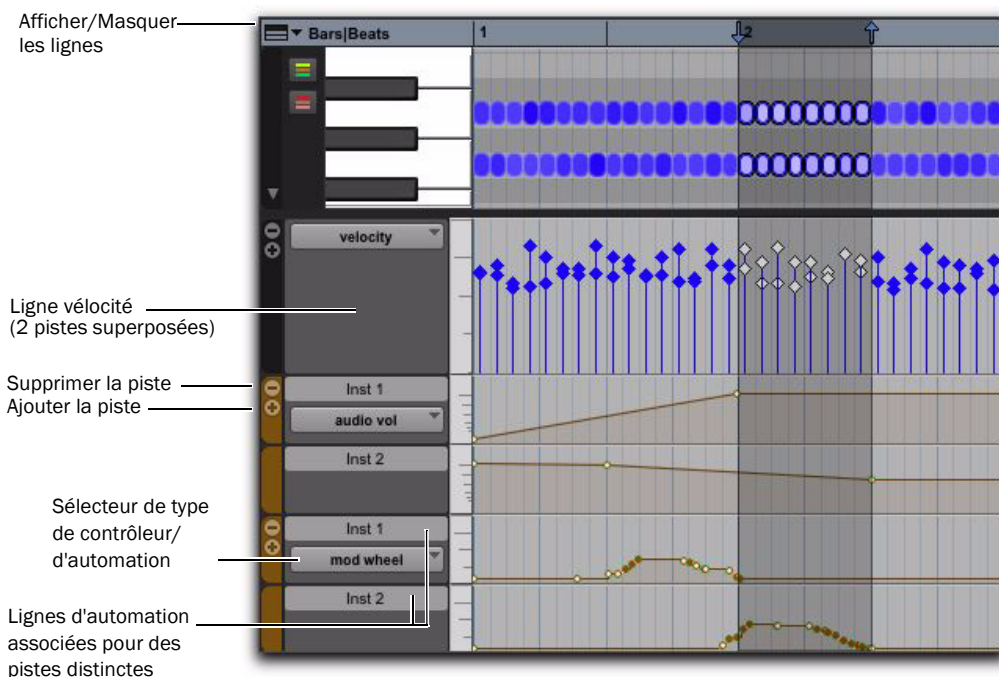 Afficher/Masquer
les lignes
Bars|Beats
1
2
velocity
Ligne vélocité
(2 pistes superposées)
Supprimer la piste
Ajouter la piste
Inst 1
audio vol
Inst 2
Sélecteur de type
de contrôleur/
d'automation
Inst 1
mod wheel
Inst 2
Lignes d'automation
associées pour des
pistes distinctes